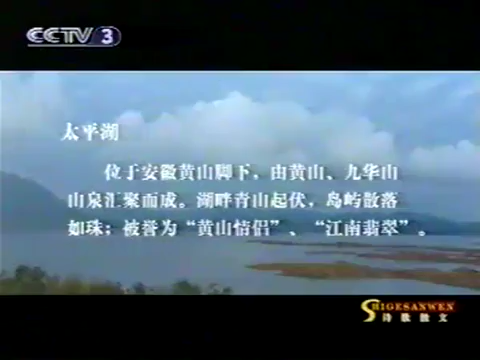 CCTV 3
太平湖
位于安徽黄山脚下，由黄山、九华山
山泉汇聚而成。湖畔青山起伏，岛屿散落
如珠；被誉为“黄山情侣”、“江南翡翠”。
SHIGESANWEN
诗歌散文